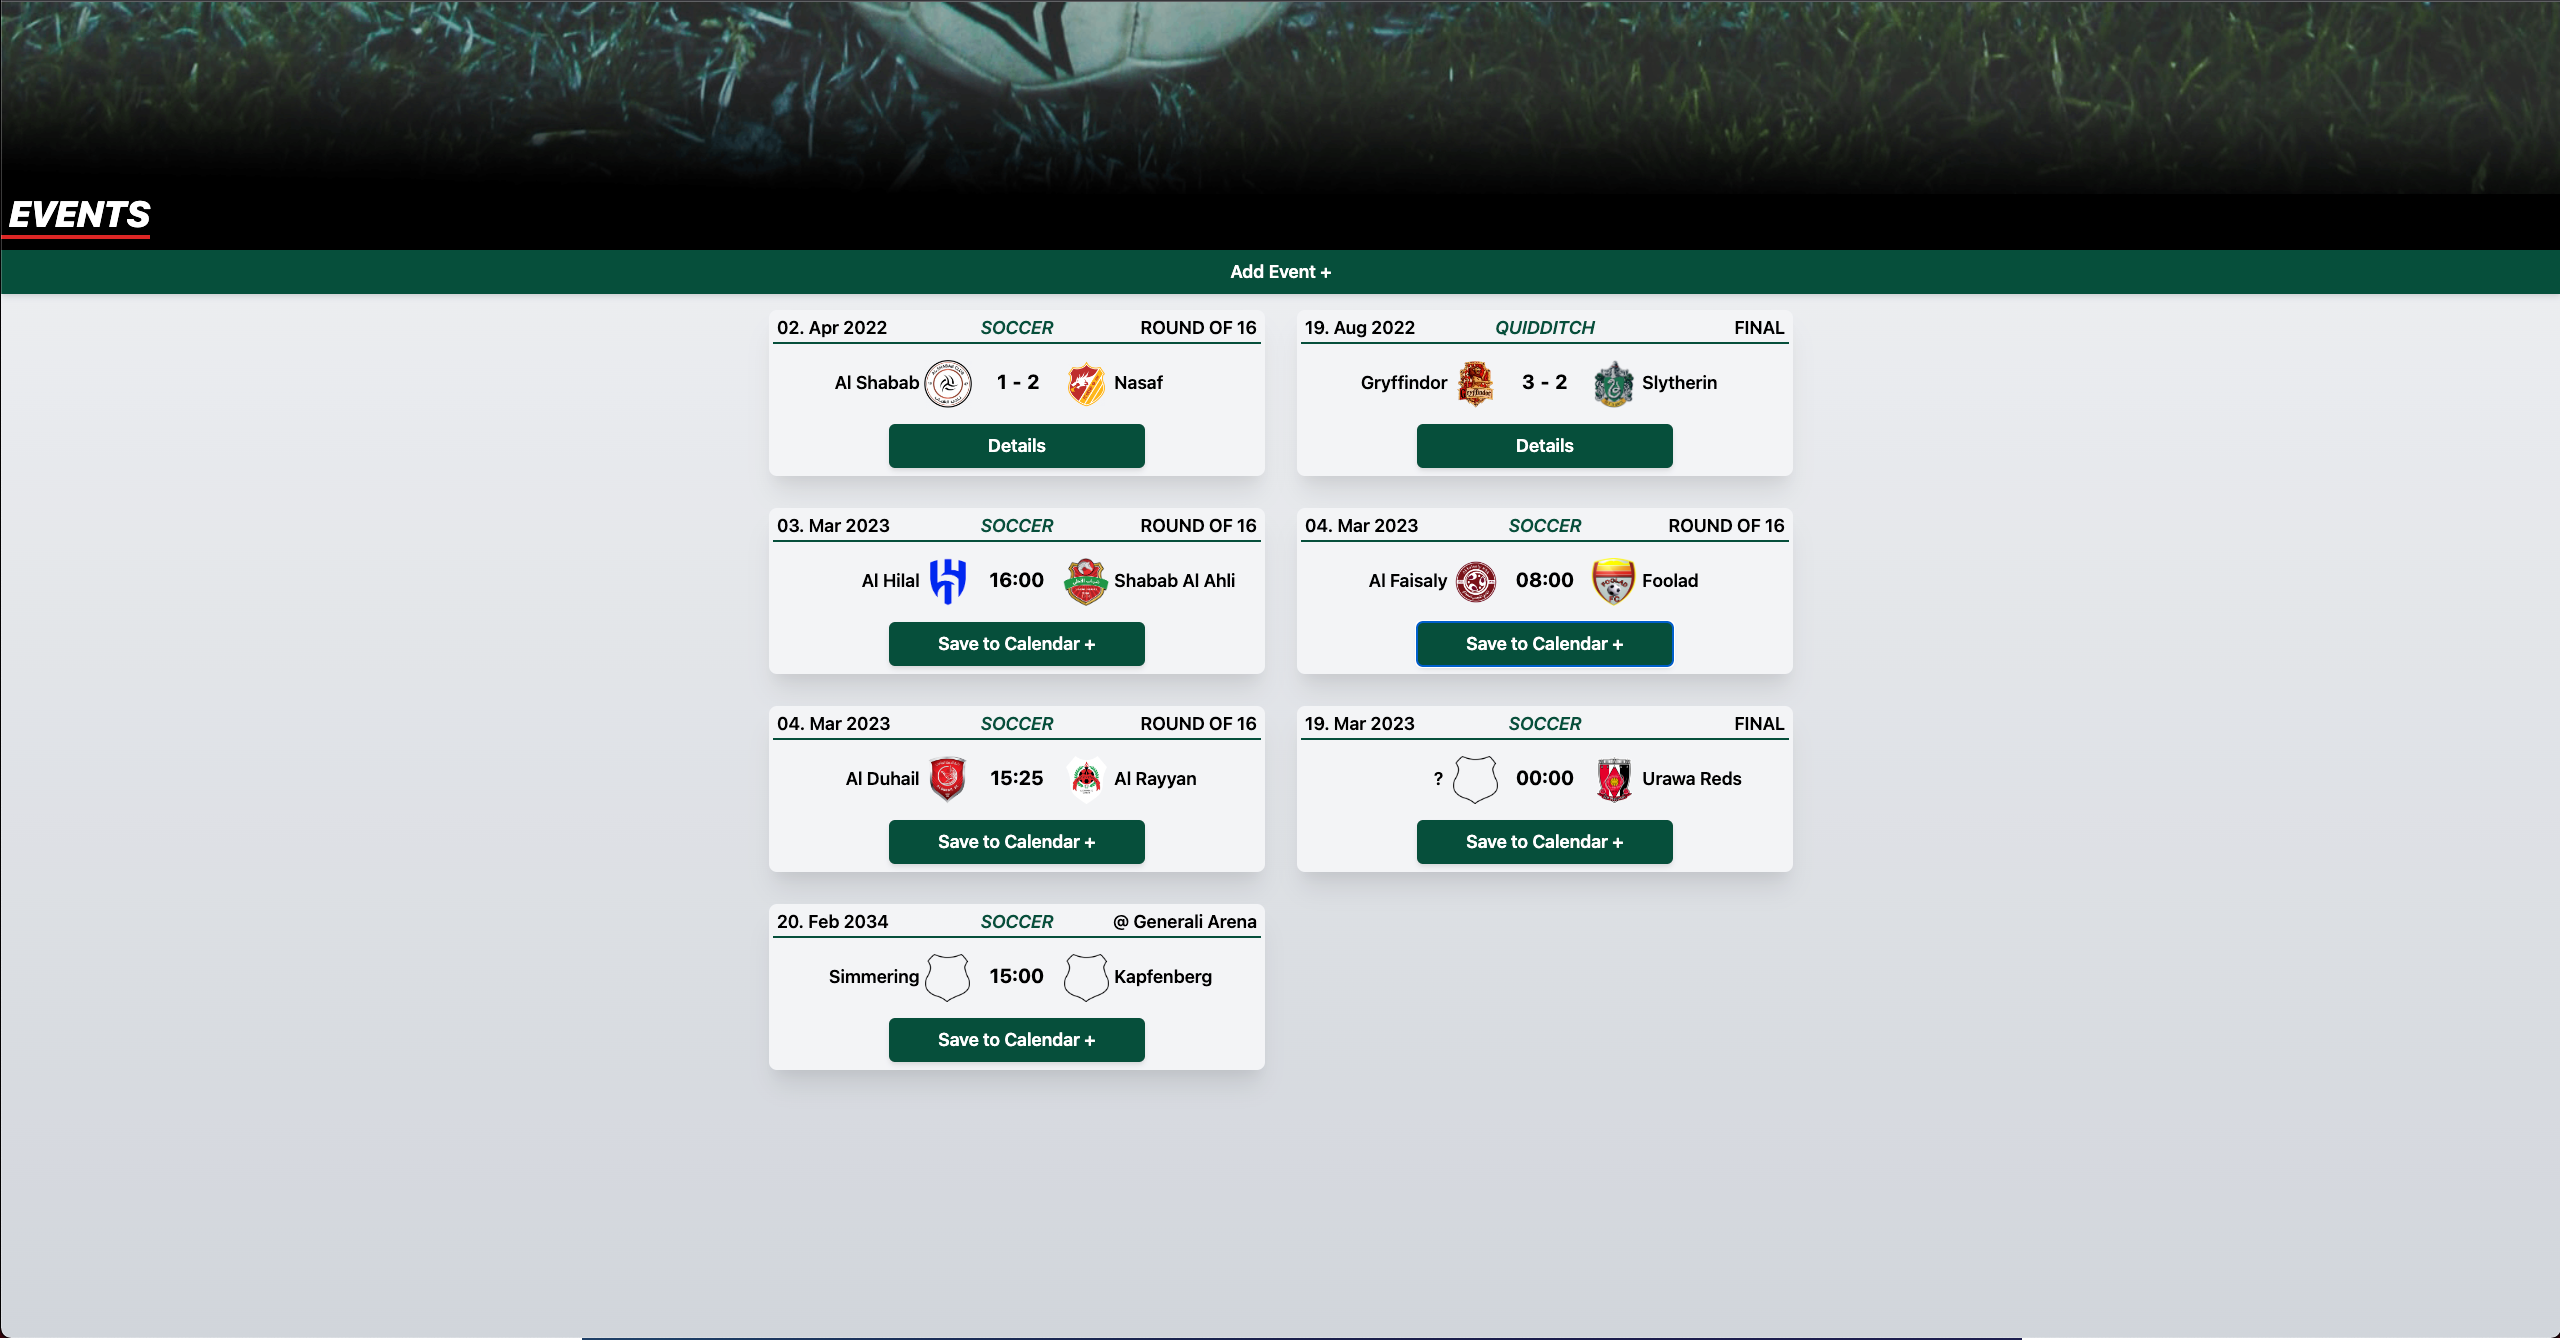 EVENTS
Add Event +
02. Apr 2022 SOCCER ROUND OF 16
Al Shabab 1 - 2 Nasaf
Details
19. Aug 2022 QUIDDITCH FINAL
Gryffindor 3 - 2 Slytherin
Details
03. Mar 2023 SOCCER ROUND OF 16
Al Hilal 16:00 Shabab Al Ahli
Save to Calendar +
04. Mar 2023 SOCCER ROUND OF 16
Al Faisaly 08:00 Foolad
Save to Calendar +
04. Mar 2023 SOCCER ROUND OF 16
Al Duhail 15:25 Al Rayyan
Save to Calendar +
19. Mar 2023 SOCCER FINAL
? 00:00 Urawa Reds
Save to Calendar +
20. Feb 2034 SOCCER @ Generali Arena
Simmering 15:00 Kapfenberg
Save to Calendar +